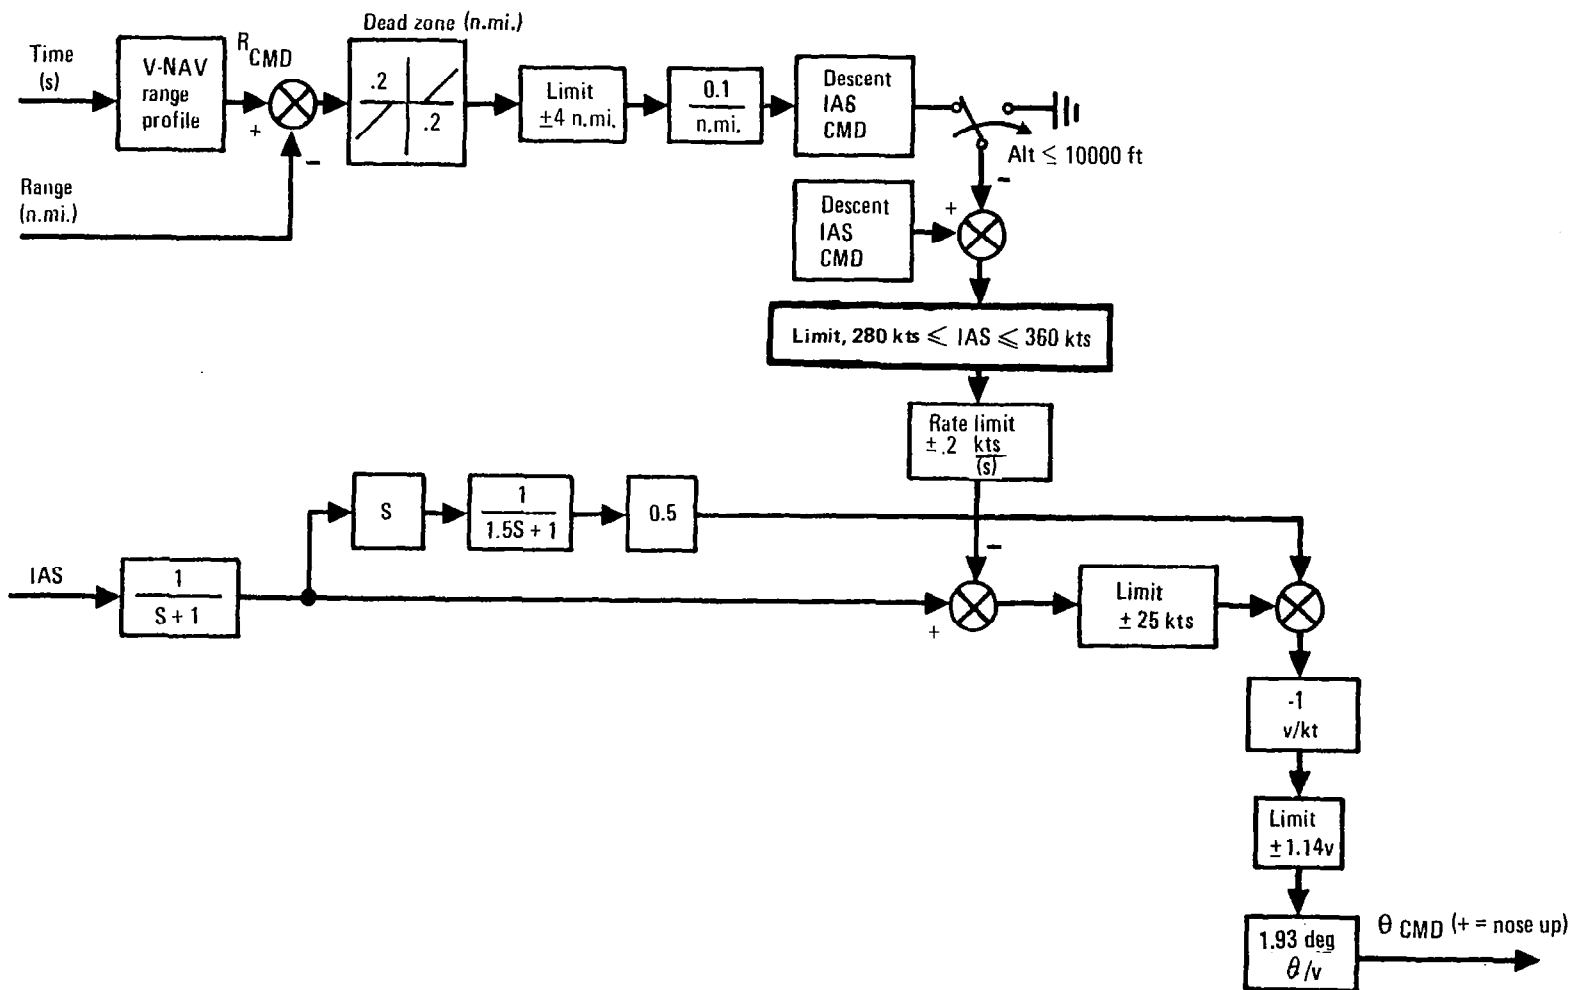 Time
(s)
V-NAV
range
profile
R CMD
+
−
Range
(n.mi.)
Dead zone (n.mi.)
.2
.2
Limit
±4 n.mi.
0.1
n.mi.
Descent
IAS
CMD
Alt ≤ 10000 ft
−
Descent
IAS
CMD
+
Limit, 280 kts ≤ IAS ≤ 360 kts
Rate limit
±.2 kts
(s)
S
1
1.5S + 1
0.5
−
IAS
1
S + 1
+
Limit
± 25 kts
-1
v/kt
Limit
±1.14v
1.93 deg
θ/v
θ CMD (+ = nose up)